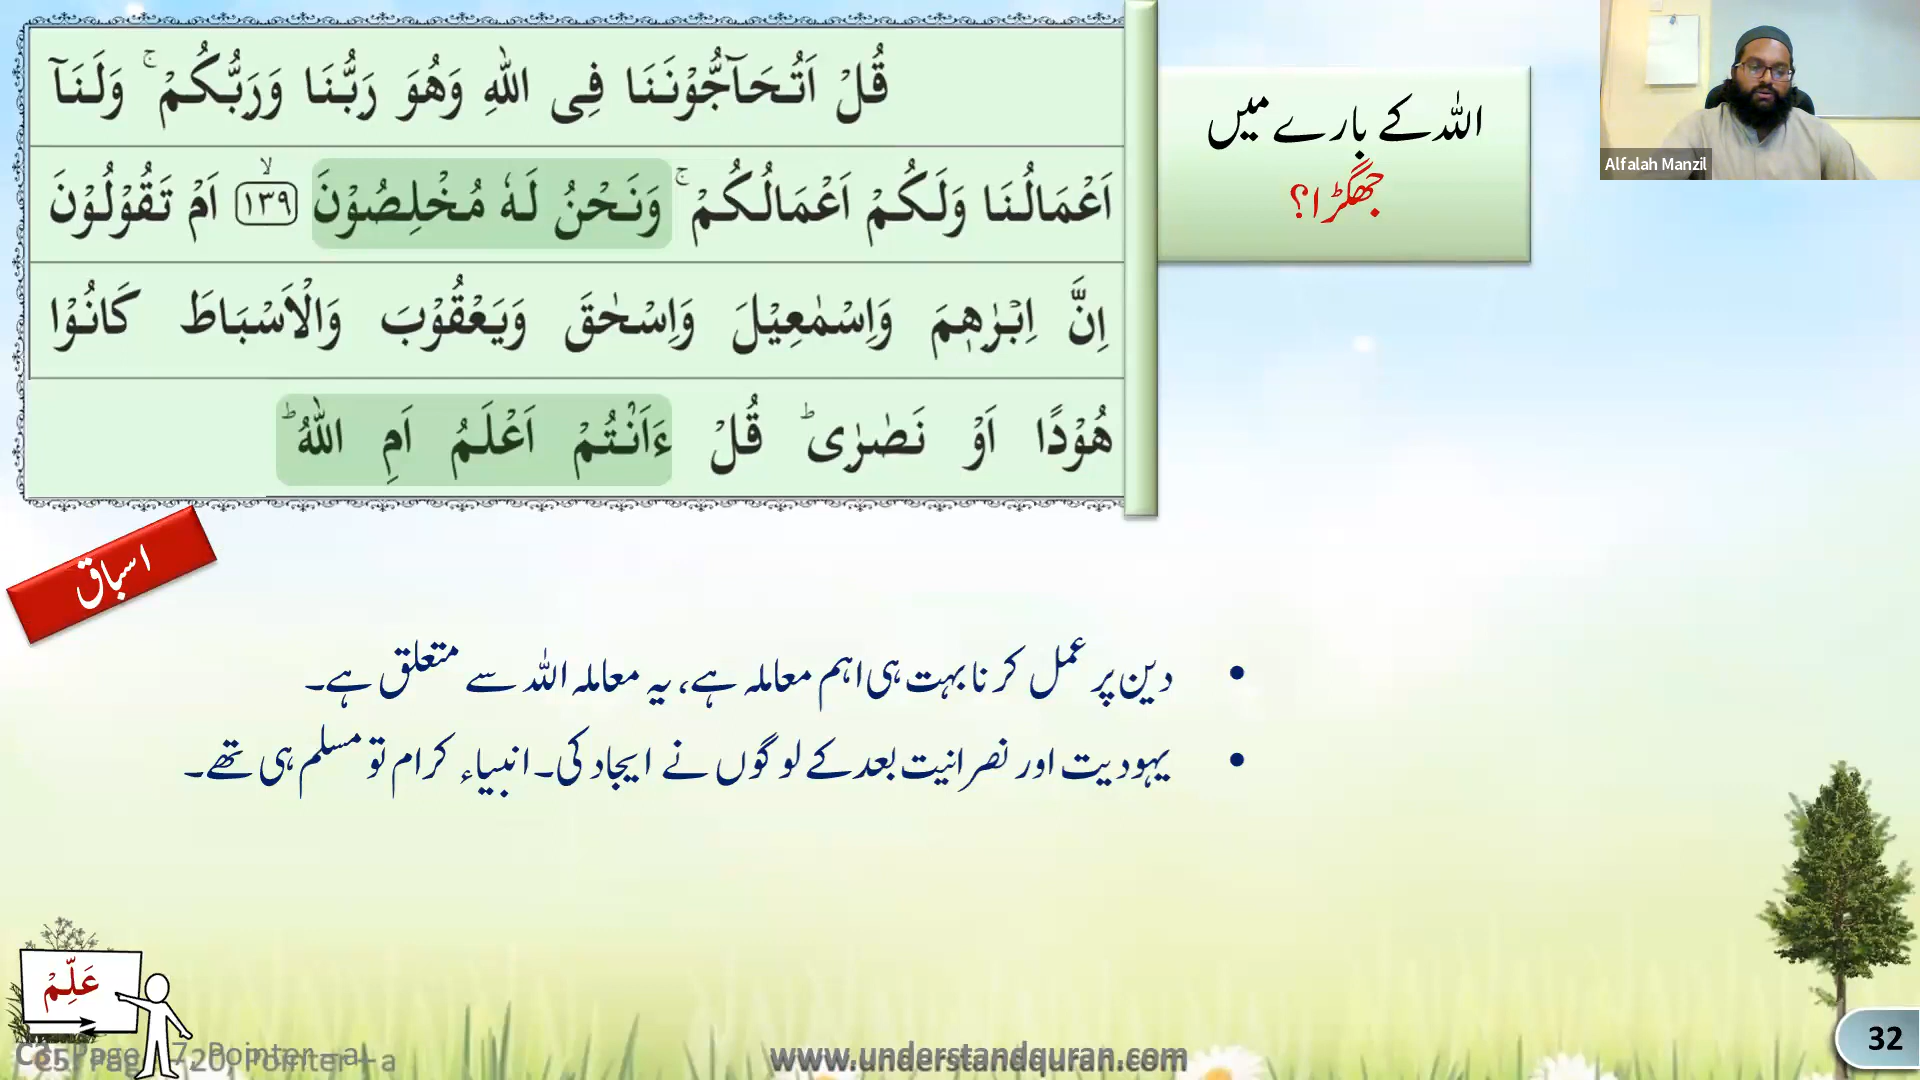 قُلْ اَتُحَآجُّوْنَنَا فِى اللّٰهِ وَهُوَ رَبُّنَا وَرَبُّكُمْ ۚ وَلَنَآ
اَعْمَالُنَا وَلَكُمْ اَعْمَالُكُمْ ۚ وَنَحْنُ لَهٗ مُخْلِصُوْنَ ۙ ١٣٩ اَمْ تَقُوْلُوْنَ
اِنَّ اِبْرٰهٖمَ وَاِسْمٰعِيْلَ وَاِسْحٰقَ وَيَعْقُوْبَ وَالْاَسْبَاطَ كَانُوْا
هُوْدًا اَوْ نَصٰرٰى ؕ قُلْ ءَاَنْتُمْ اَعْلَمُ اَمِ اللّٰهُ ؕ
اللہ کے بارے میں
جھگڑا؟
Alfalah Manzil
اسباق
• دین پر عمل کرنا بہت ہی اہم معاملہ ہے، یہ معاملہ اللہ سے متعلق ہے۔
• یہودیت اور نصرانیت بعد کے لوگوں نے ایجاد کی۔ انبیاء کرام تو مسلم ہی تھے۔
عَلِّمْ
Pointer – a
www.understandquran.com
32